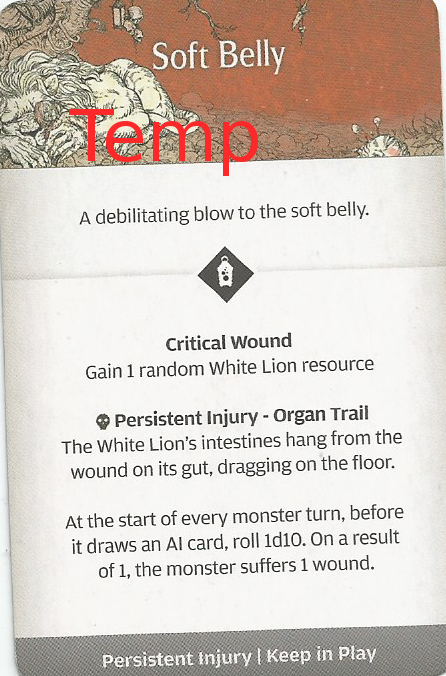 Soft Belly
Temp
A debilitating blow to the soft belly.
Critical Wound
Gain 1 random White Lion resource
Persistent Injury - Organ Trail
The White Lion's intestines hang from the
wound on its gut, dragging on the floor.
At the start of every monster turn, before
it draws an AI card, roll 1d10. On a result
of 1, the monster suffers 1 wound.
Persistent Injury | Keep in Play